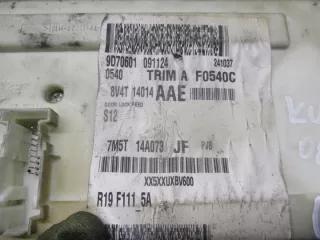 9D70601 091124 241037
0540 TRIM A F0540C
8V4T 14014 AAE
S12
7M5T 14A073 JF
XX5XXUXBV600
R19 F111 5A